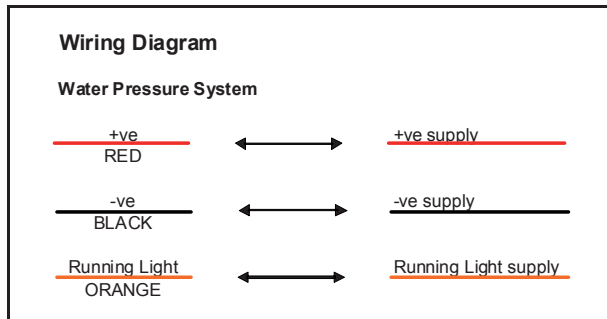 Wiring Diagram
Water Pressure System
+ve +ve supply
RED
-ve -ve supply
BLACK
Running Light Running Light supply
ORANGE